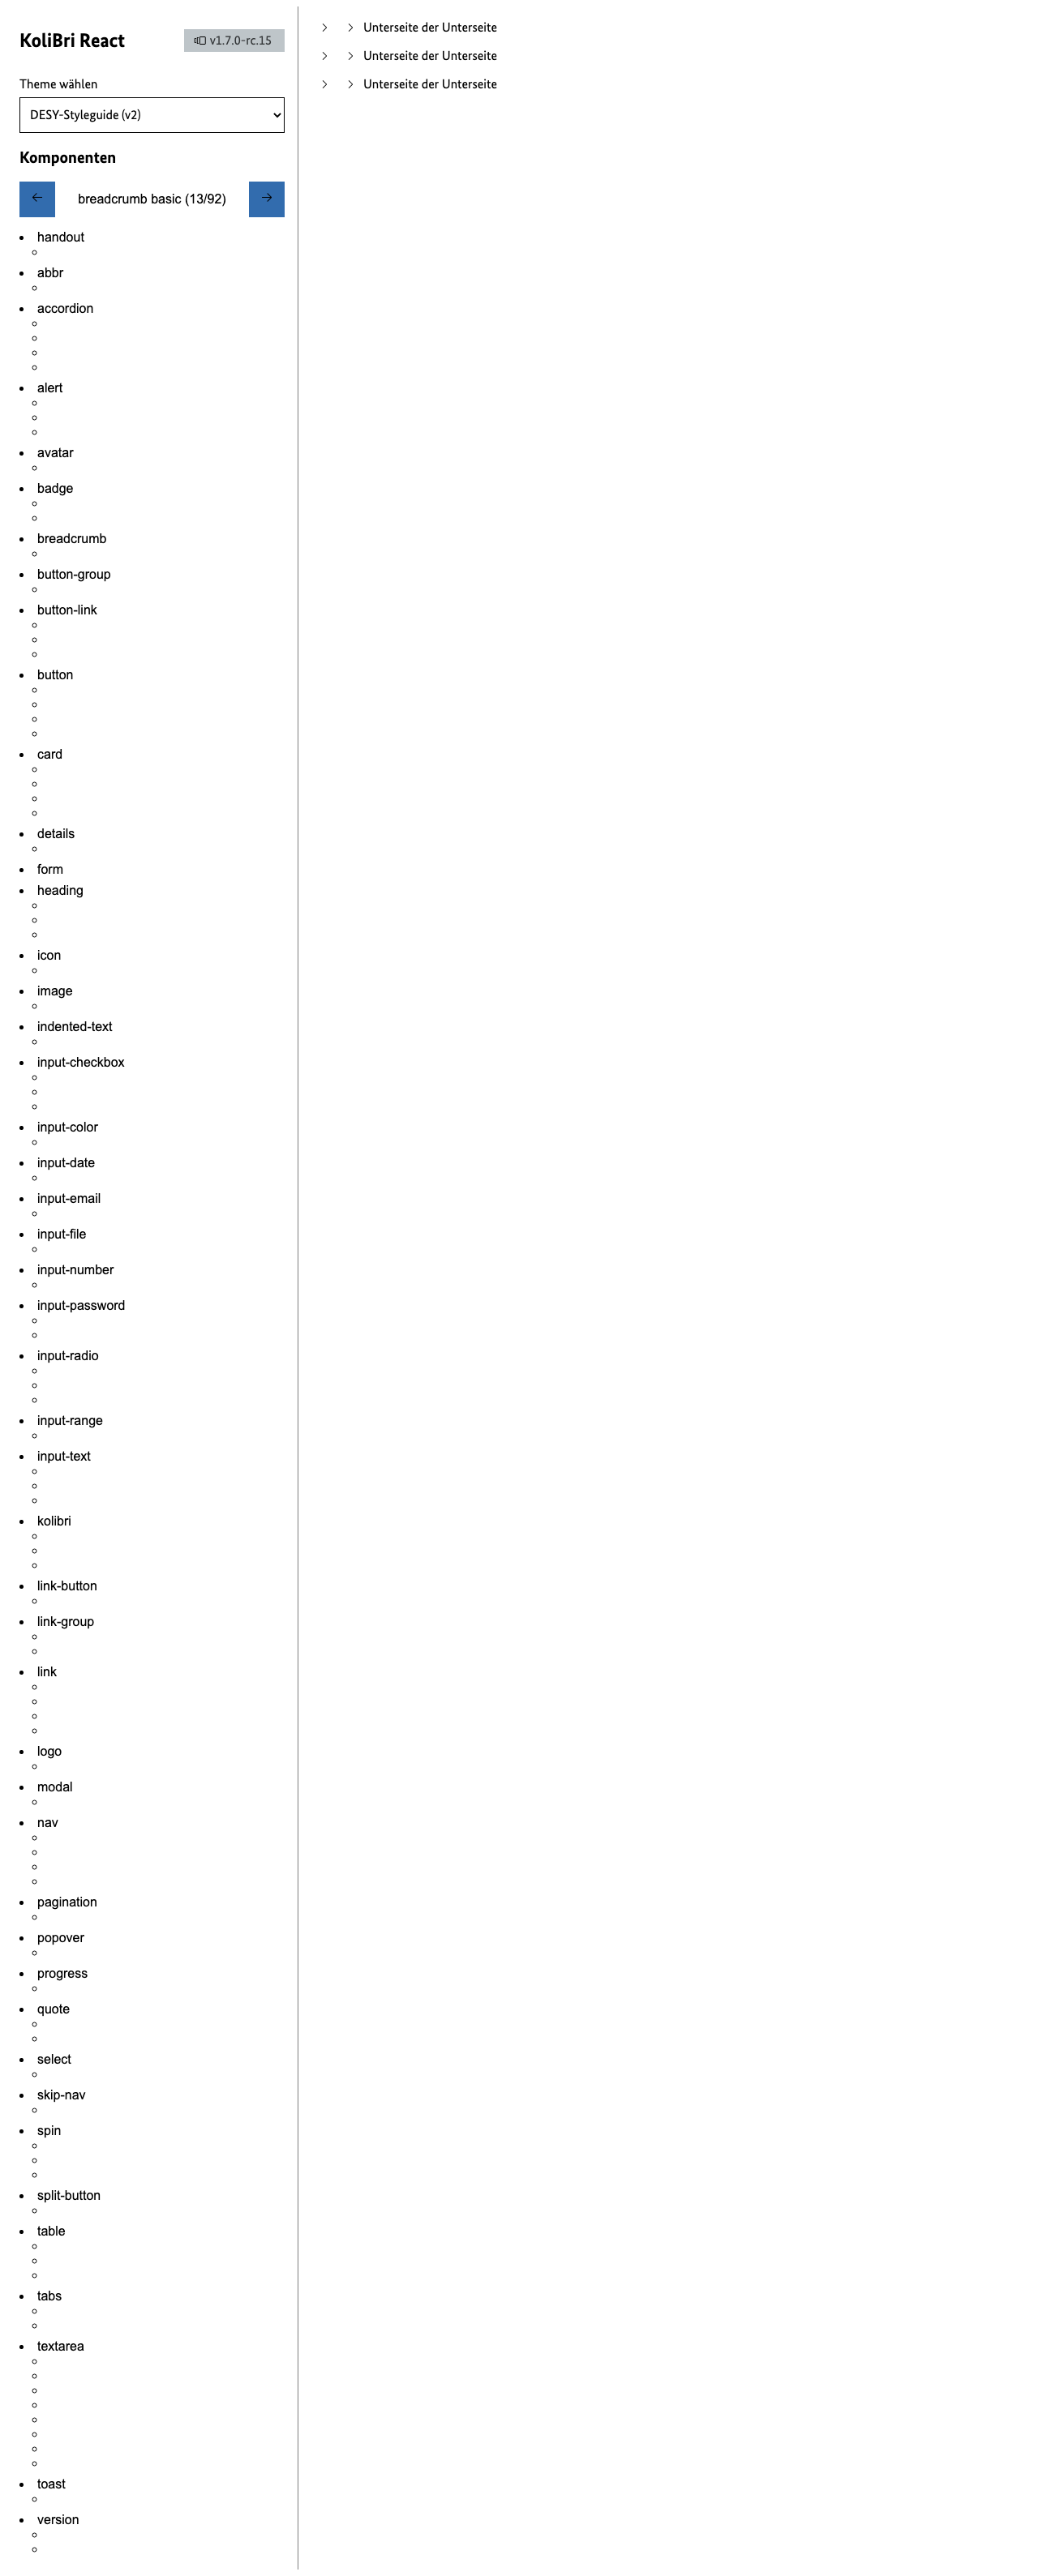 KoliBri React
v1.7.0-rc.15
Theme wählen
DESY-Styleguide (v2)
Komponenten
breadcrumb basic (13/92)
handout
abbr
accordion
alert
avatar
badge
breadcrumb
button-group
button-link
button
card
details
form
heading
icon
image
indented-text
input-checkbox
input-color
input-date
input-email
input-file
input-number
input-password
input-radio
input-range
input-text
kolibri
link-button
link-group
link
logo
modal
nav
pagination
popover
progress
quote
select
skip-nav
spin
split-button
table
tabs
textarea
toast
version
Unterseite der Unterseite
Unterseite der Unterseite
Unterseite der Unterseite